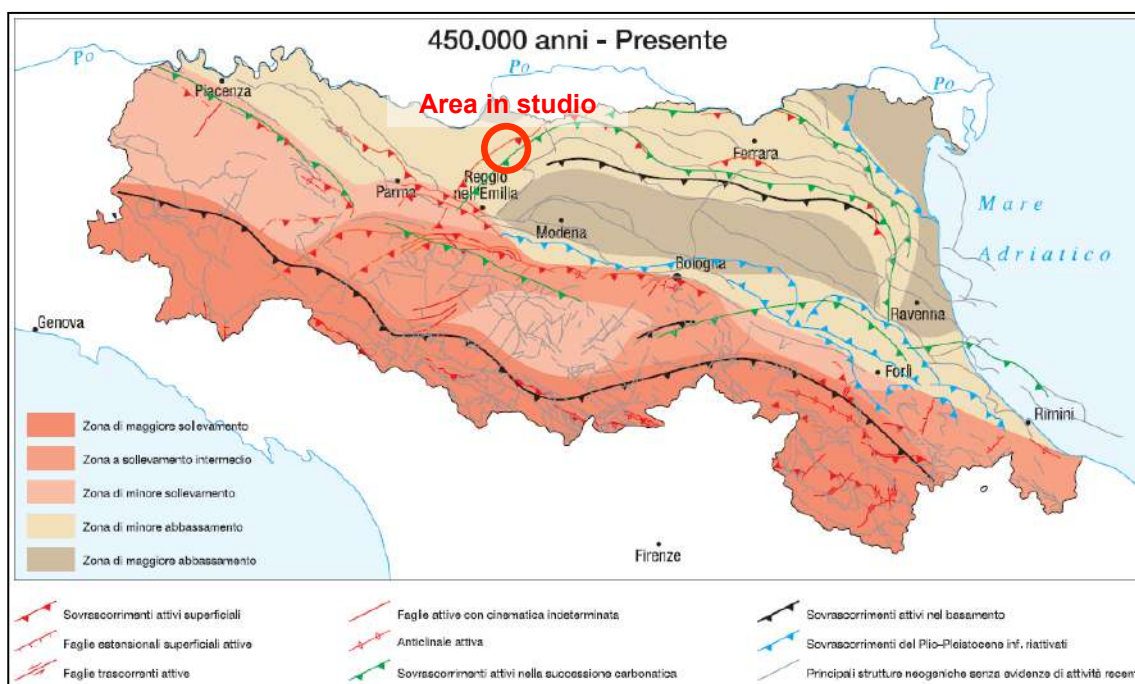 450.000 anni - Presente
Po
Po
Po
Piacenza
Area in studio
Ferrara
Parma
Reggio
nell'Emilia
Modena
Mare
Adriatico
Bologna
Ravenna
Genova
Forlì
Rimini
Firenze
Zona di maggiore sollevamento
Zona a sollevamento intermedio
Zona di minore sollevamento
Zona di minore abbassamento
Zona di maggiore abbassamento
Sovrascorrimenti attivi superficiali
Faglie attive con cinematica indeterminata
Sovrascorrimenti attivi nel basamento
Faglie estensionali superficiali attive
Anticlinale attiva
Sovrascorrimenti del Plio-Pleistocene inf. riattivati
Faglie trascorrenti attive
Sovrascorrimenti attivi nella successione carbonatica
Principali strutture neogeniche senza evidenze di attività recen